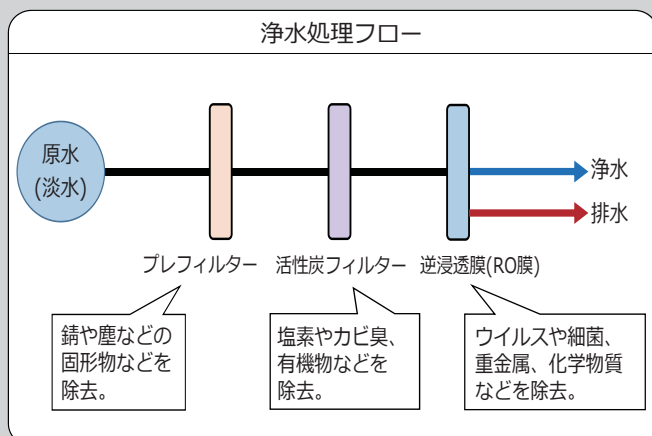 浄水処理フロー
原水
(淡水)
浄水
排水
プレフィルター
活性炭フィルター
逆浸透膜(RO膜)
錆や塵などの
固形物などを
除去。
塩素やカビ臭、
有機物などを
除去。
ウイルスや細菌、
重金属、化学物質
などを除去。